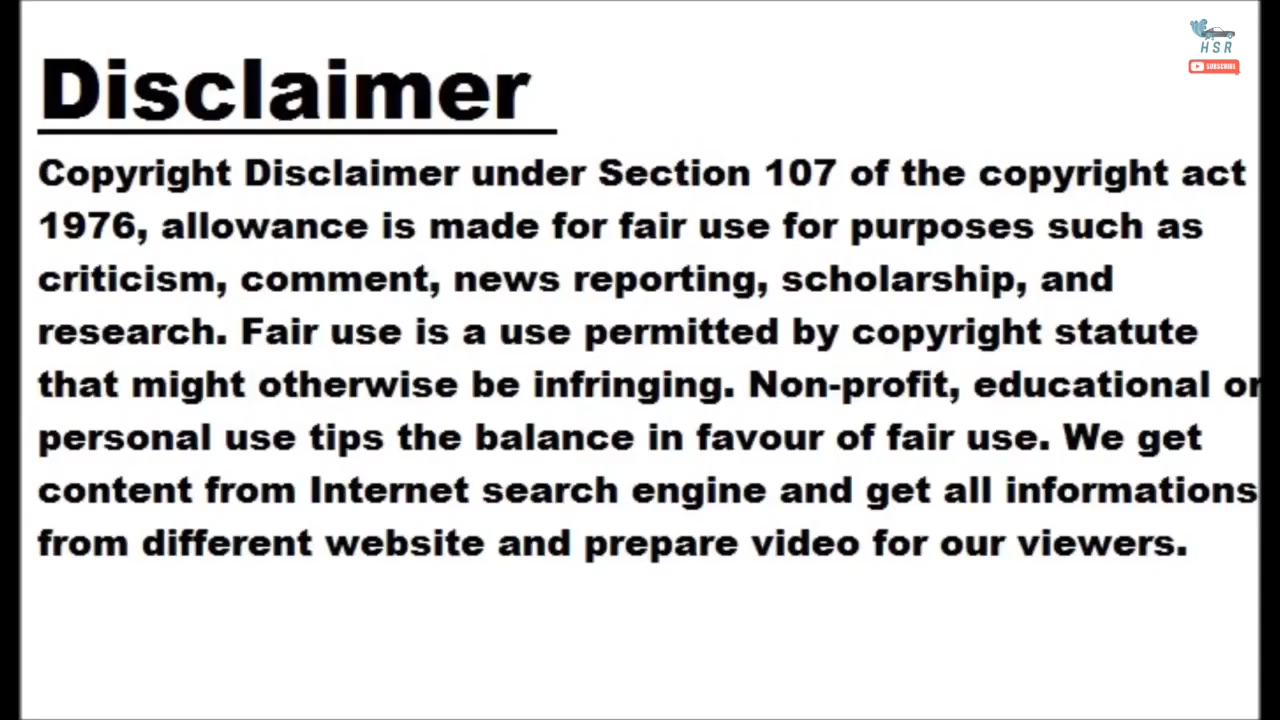 HSR
SUBSCRIBE
Disclaimer
Copyright Disclaimer under Section 107 of the copyright act
1976, allowance is made for fair use for purposes such as
criticism, comment, news reporting, scholarship, and
research. Fair use is a use permitted by copyright statute
that might otherwise be infringing. Non-profit, educational or
personal use tips the balance in favour of fair use. We get
content from Internet search engine and get all informations
from different website and prepare video for our viewers.